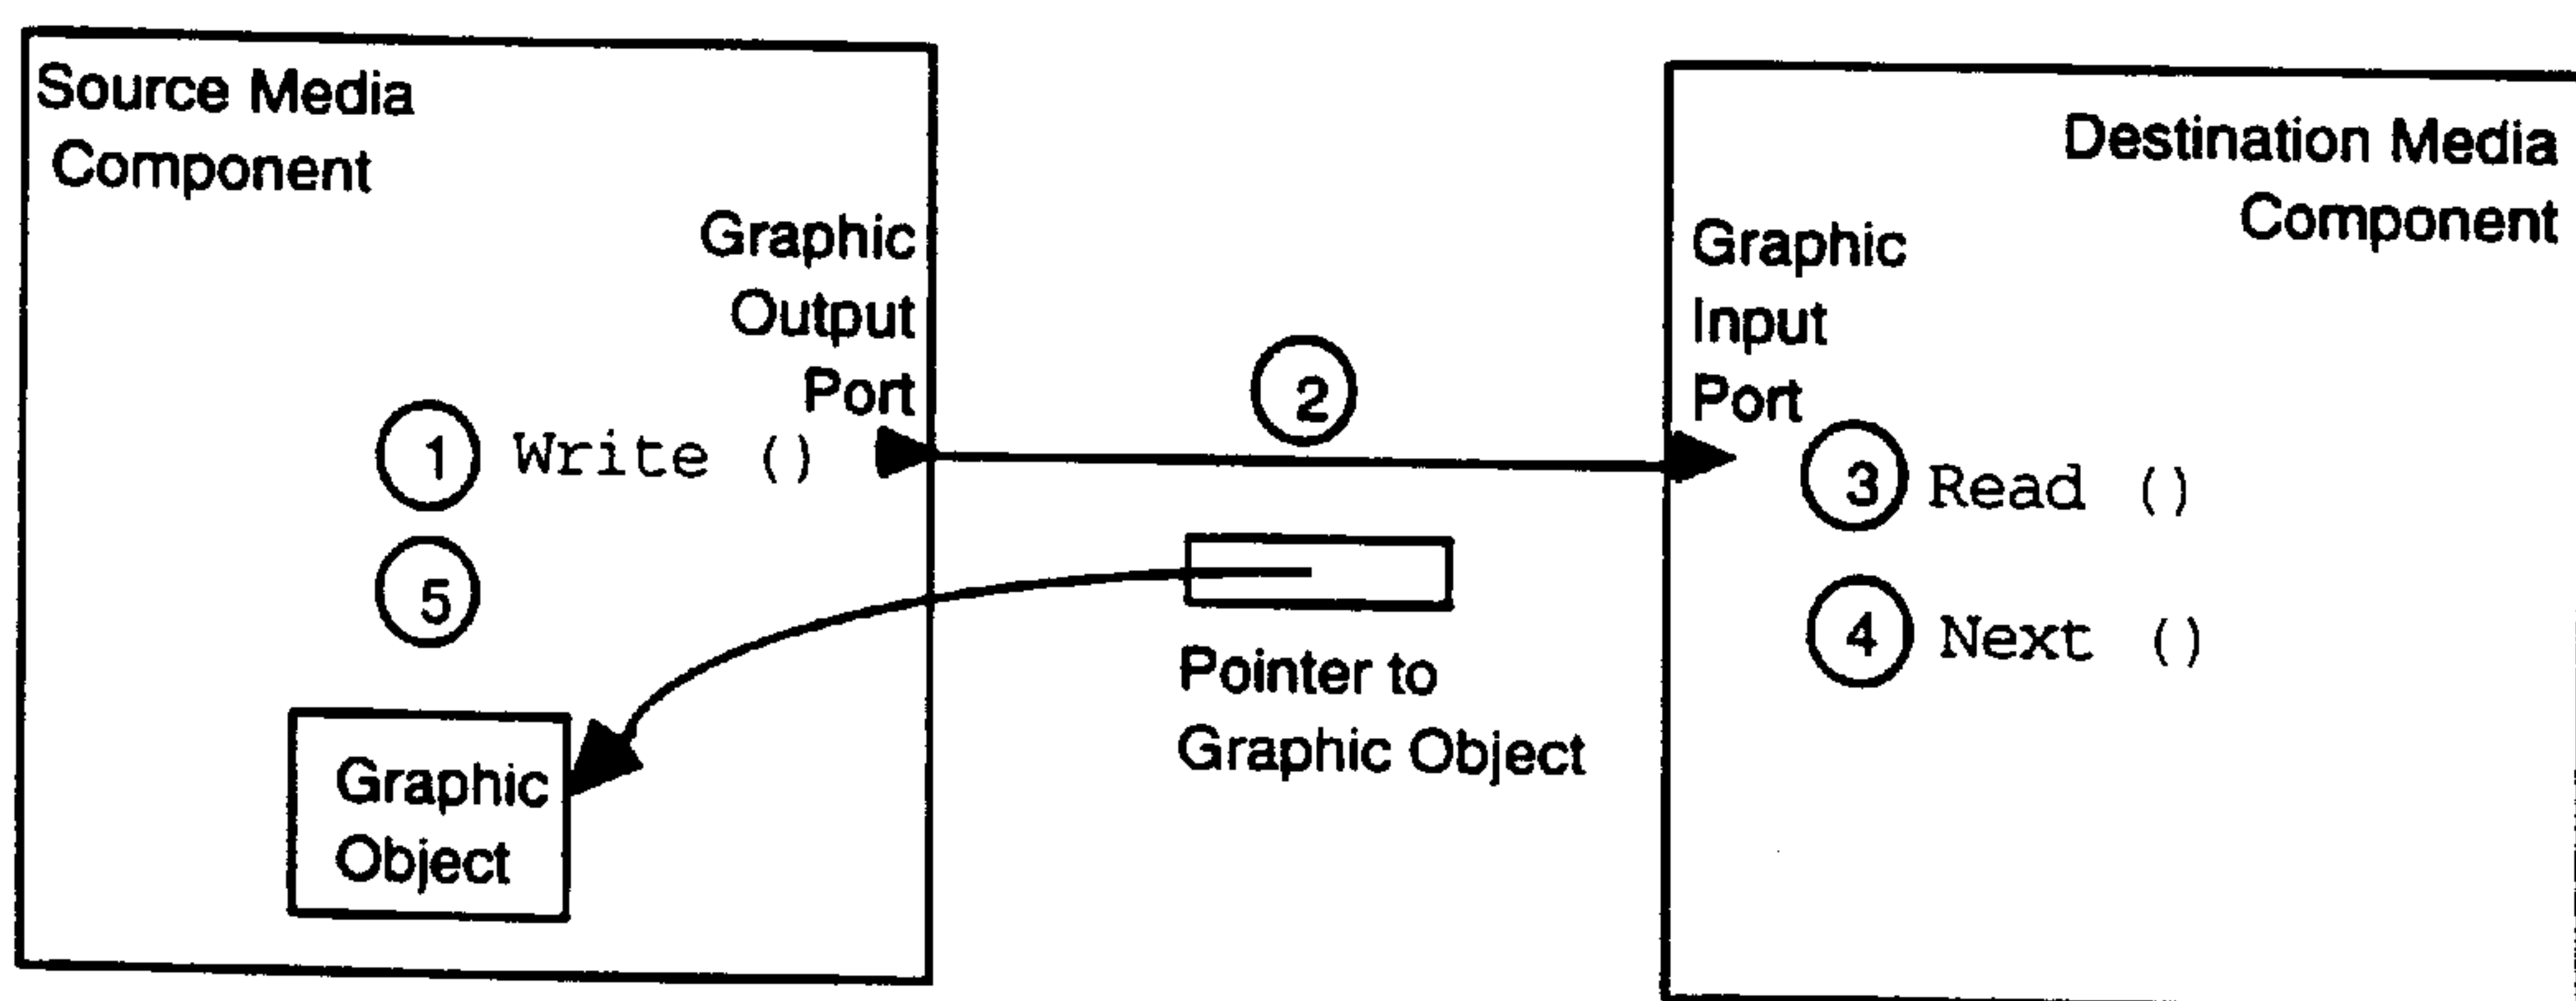 Source Media
Component
Graphic
Output
Port
1 Write ()
5
Graphic
Object
2
Pointer to
Graphic Object
Destination Media
Component
Graphic
Input
Port
3 Read ()
4 Next ()